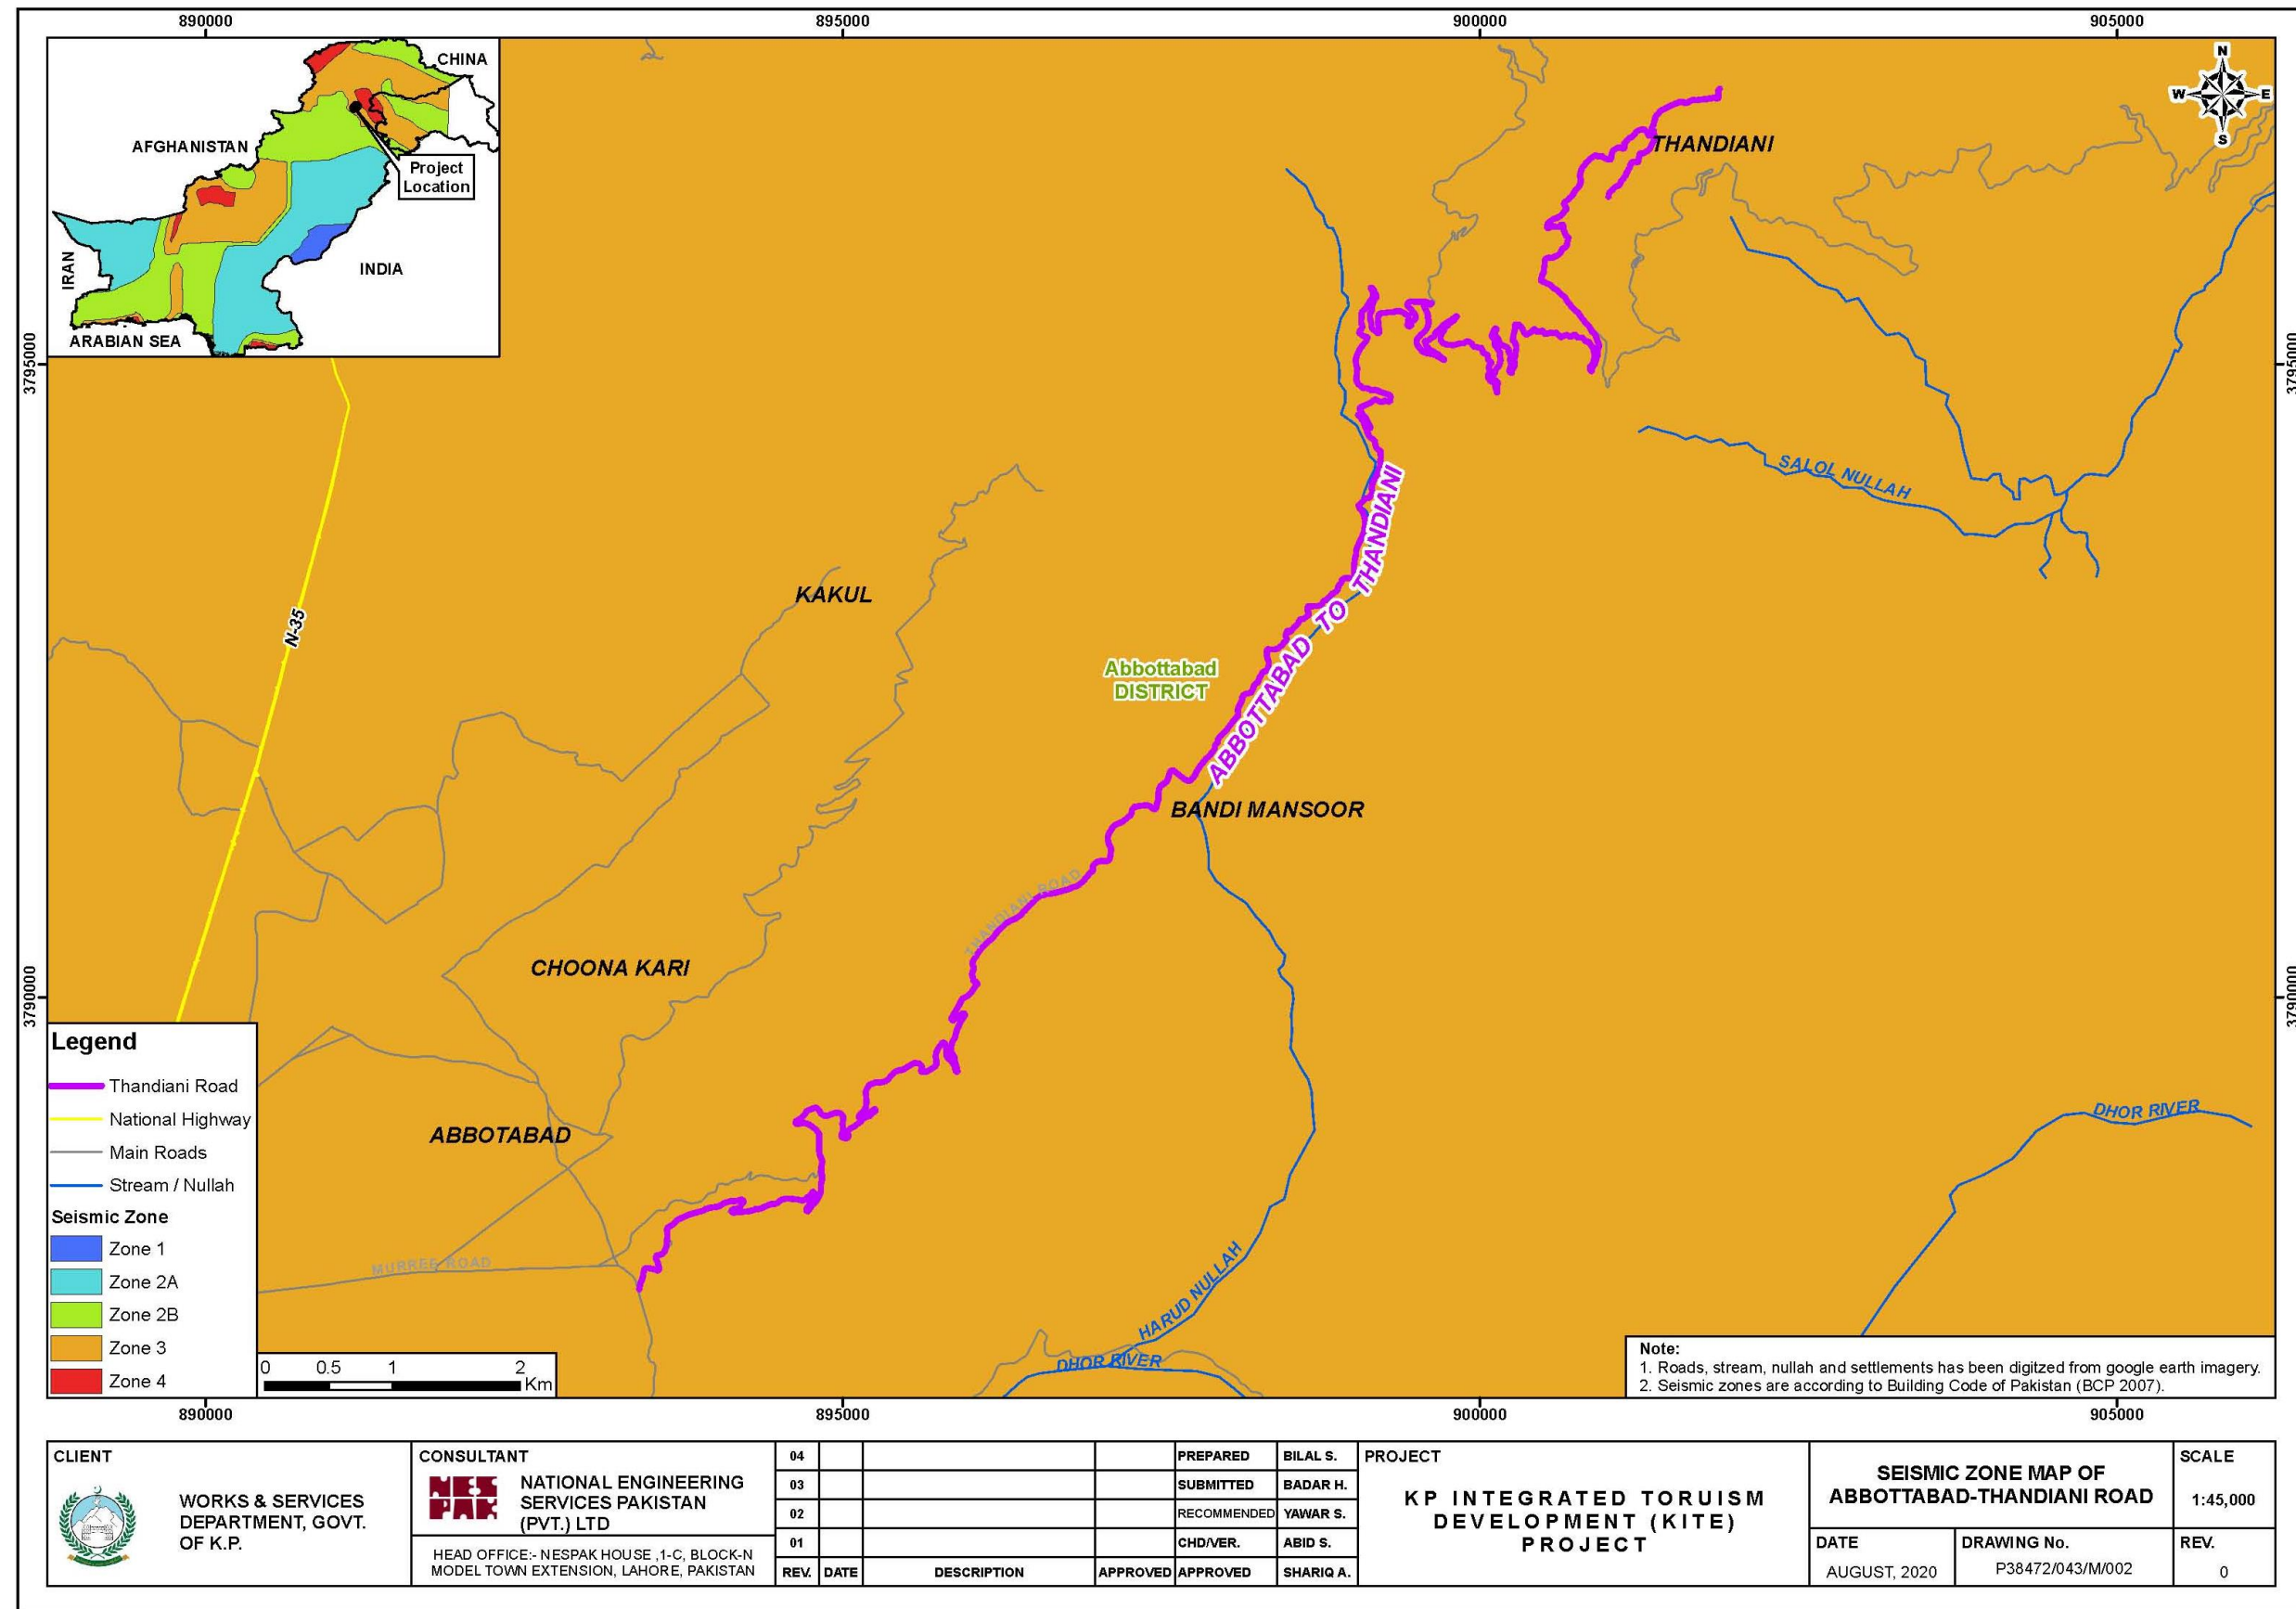 890000
895000
900000
905000
CHINA
AFGHANISTAN
Project
Location
IRAN
INDIA
ARABIAN SEA
N
W
E
S
THANDIANI
3795000
3795000
SALOL NULLAH
KAKUL
N-35
Abbottabad
DISTRICT
ABBOTTABAD TO THANDIANI
BANDI MANSOOR
THANDIANI ROAD
CHOONA KARI
3790000
3790000
ABBOTABAD
MURREE ROAD
DHOR RIVER
HARUD NULLAH
DHOR RIVER
Legend
Thandiani Road
National Highway
Main Roads
Stream / Nullah
Seismic Zone
Zone 1
Zone 2A
Zone 2B
Zone 3
Zone 4
0 0.5 1 2
Km
Note:
1. Roads, stream, nullah and settlements has been digitzed from google earth imagery.
2. Seismic zones are according to Building Code of Pakistan (BCP 2007).
890000
895000
900000
905000
CLIENT
WORKS & SERVICES
DEPARTMENT, GOVT.
OF K.P.
CONSULTANT
NES
PAK
NATIONAL ENGINEERING
SERVICES PAKISTAN
(PVT.) LTD
HEAD OFFICE:- NESPAK HOUSE ,1-C, BLOCK-N
MODEL TOWN EXTENSION, LAHORE, PAKISTAN
04 PREPARED BILAL S.
03 SUBMITTED BADAR H.
02 RECOMMENDED YAWAR S.
01 CHD/VER. ABID S.
REV. DATE DESCRIPTION APPROVED APPROVED SHARIQ A.
PROJECT
KP INTEGRATED TORUISM
DEVELOPMENT (KITE)
PROJECT
SEISMIC ZONE MAP OF
ABBOTTABAD-THANDIANI ROAD
SCALE
1:45,000
DATE
AUGUST, 2020
DRAWING No.
P38472/043/M/002
REV.
0